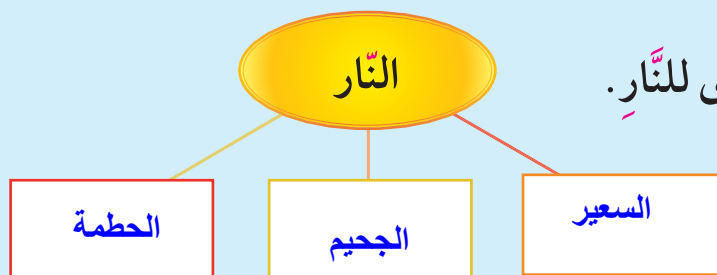 النّار
للنَّارِ.
السعير
الجحيم
الحطمة